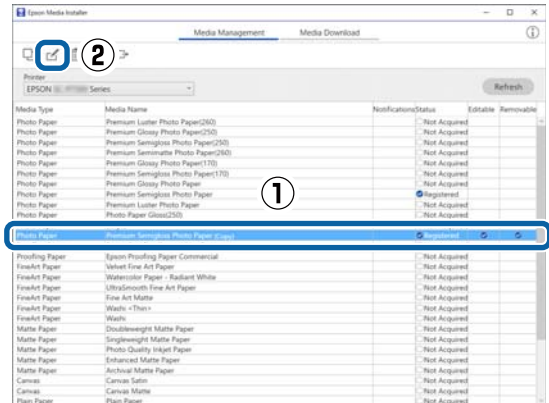 Epson Media Installer
Media Management Media Download
②
Printer
EPSON Series
Refresh
Media Type Media Name Notifications Status Editable Removable
Photo Paper Premium Luster Photo Paper(260) Not Acquired
Photo Paper Premium Glossy Photo Paper(250) Not Acquired
Photo Paper Premium Semigloss Photo Paper(250) Not Acquired
Photo Paper Premium Semimatte Photo Paper(260) Not Acquired
Photo Paper Premium Glossy Photo Paper(170) Not Acquired
Photo Paper Premium Semigloss Photo Paper(170) Not Acquired
Photo Paper Premium Glossy Photo Paper Not Acquired
Photo Paper Premium Semigloss Photo Paper Registered
Photo Paper Premium Luster Photo Paper Not Acquired
Photo Paper Photo Paper Gloss(250) Not Acquired
①
Photo Paper Premium Semigloss Photo Paper (Copy) Registered
Proofing Paper Epson Proofing Paper Commercial Not Acquired
FineArt Paper Velvet Fine Art Paper Not Acquired
FineArt Paper Watercolor Paper - Radiant White Not Acquired
FineArt Paper UltraSmooth Fine Art Paper Not Acquired
FineArt Paper Fine Art Matte Not Acquired
FineArt Paper Washi <Thin> Not Acquired
FineArt Paper Washi Not Acquired
Matte Paper Doubleweight Matte Paper Not Acquired
Matte Paper Singleweight Matte Paper Not Acquired
Matte Paper Photo Quality Inkjet Paper Not Acquired
Matte Paper Enhanced Matte Paper Not Acquired
Matte Paper Archival Matte Paper Not Acquired
Canvas Canvas Satin Not Acquired
Canvas Canvas Matte Not Acquired
Plain Paper Plain Paper Not Acquired